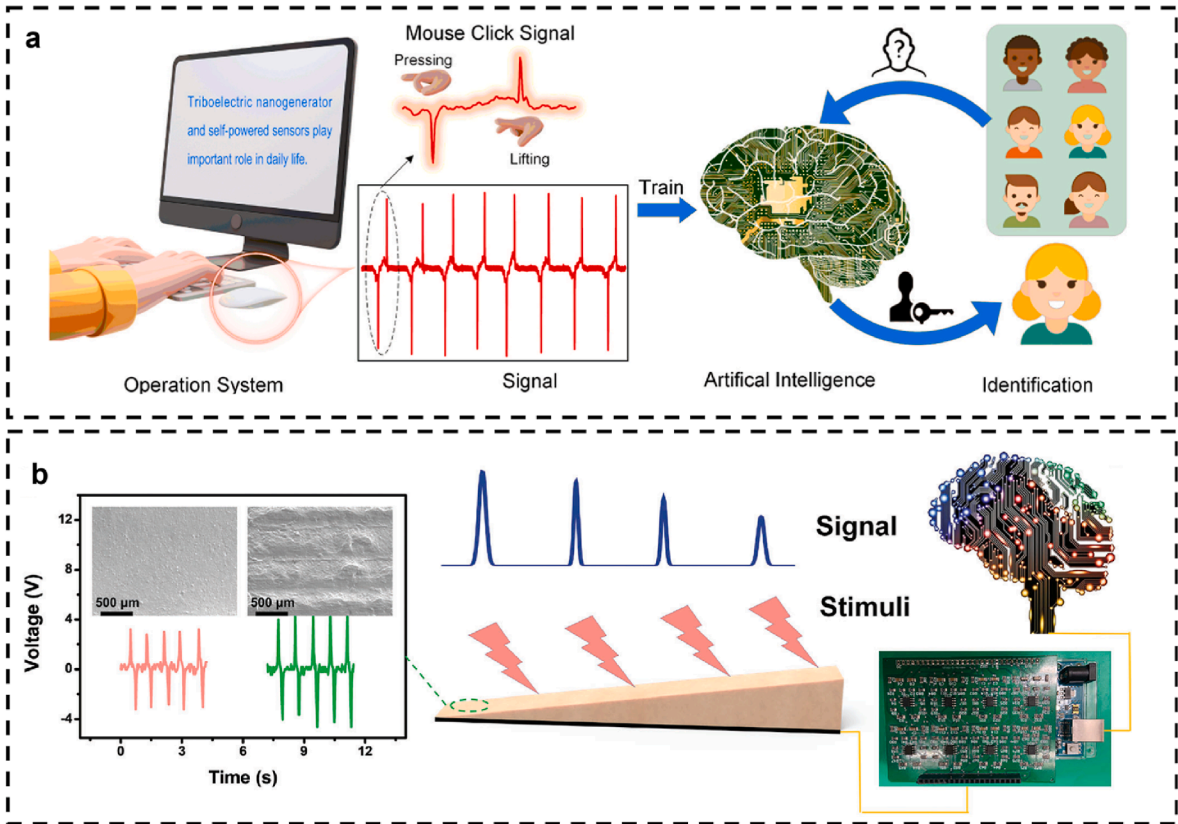 a
Mouse Click Signal
Pressing
Lifting
Triboelectric nanogenerator
and self-powered sensors play
important role in daily life.
?
Train
Operation System
Signal
Artifical Intelligence
Identification
b
Voltage (V)
12
8
4
0
-4
500 μm
500 μm
0
3
6
9
12
Time (s)
Signal
Stimuli